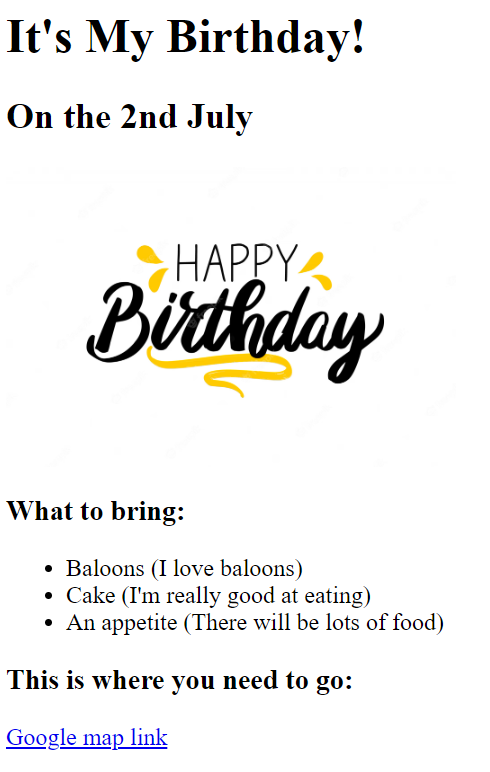 It's My Birthday!
On the 2nd July
HAPPY
Birthday
What to bring:
Baloons (I love baloons)
Cake (I'm really good at eating)
An appetite (There will be lots of food)
This is where you need to go:
Google map link